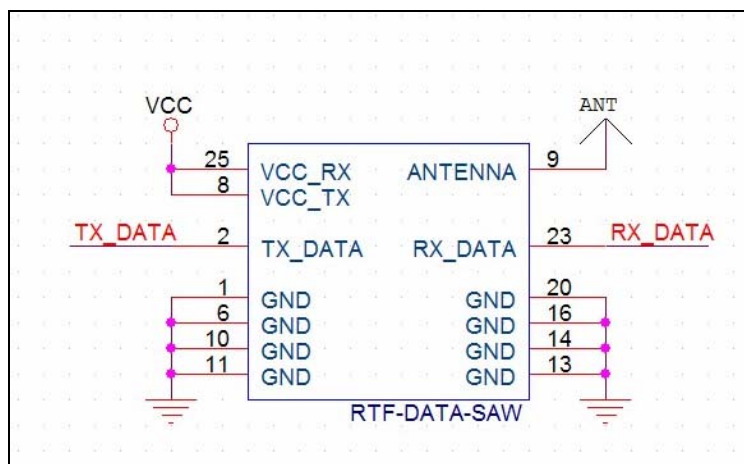 VCC ANT
25 VCC_RX ANTENNA 9
8 VCC_TX
TX_DATA 2 TX_DATA RX_DATA 23 RX_DATA
1 GND GND 20
6 GND GND 16
10 GND GND 14
11 GND GND 13
RTF-DATA-SAW